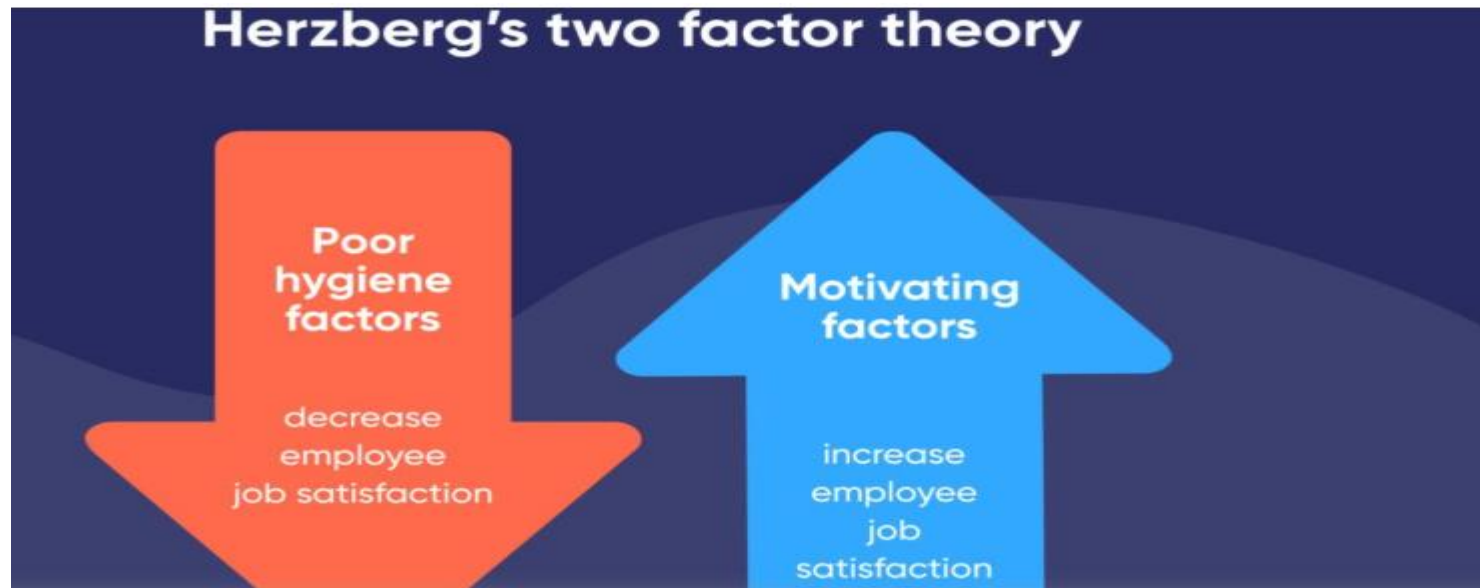 Herzberg's two factor theory
Poor
hygiene
factors
decrease
employee
job satisfaction
Motivating
factors
increase
employee
job
satisfaction